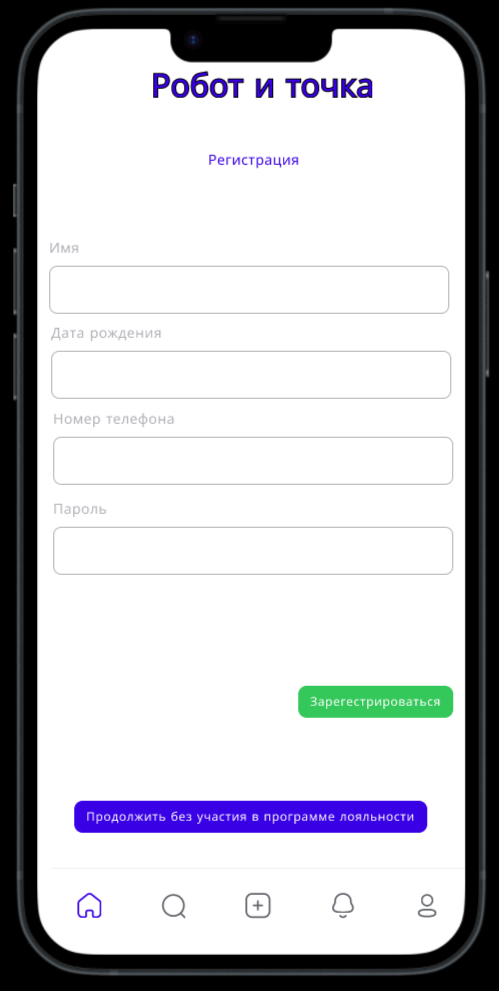 Робот и точка
Регистрация
Имя
Дата рождения
Номер телефона
Пароль
Зарегестрироваться
Продолжить без участия в программе лояльности